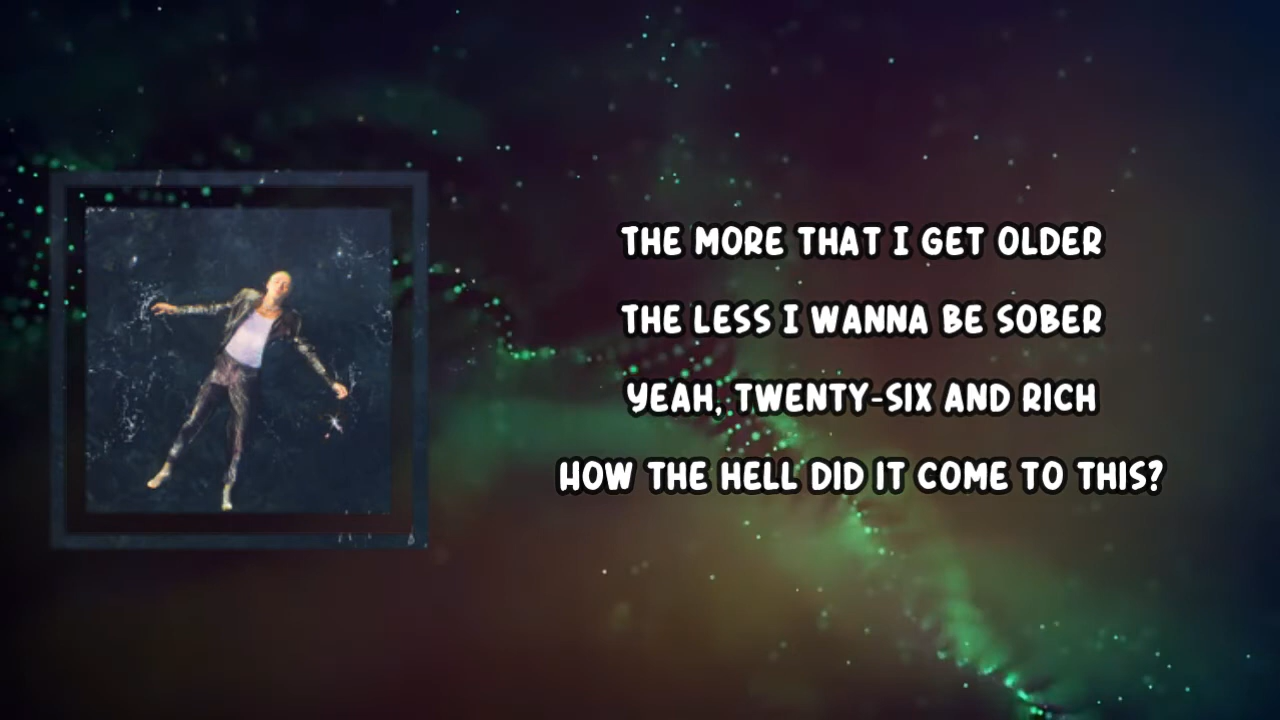 THE MORE THAT I GET OLDER
THE LESS I WANNA BE SOBER
YEAH, TWENTY-SIX AND RICH
HOW THE HELL DID IT COME TO THIS?